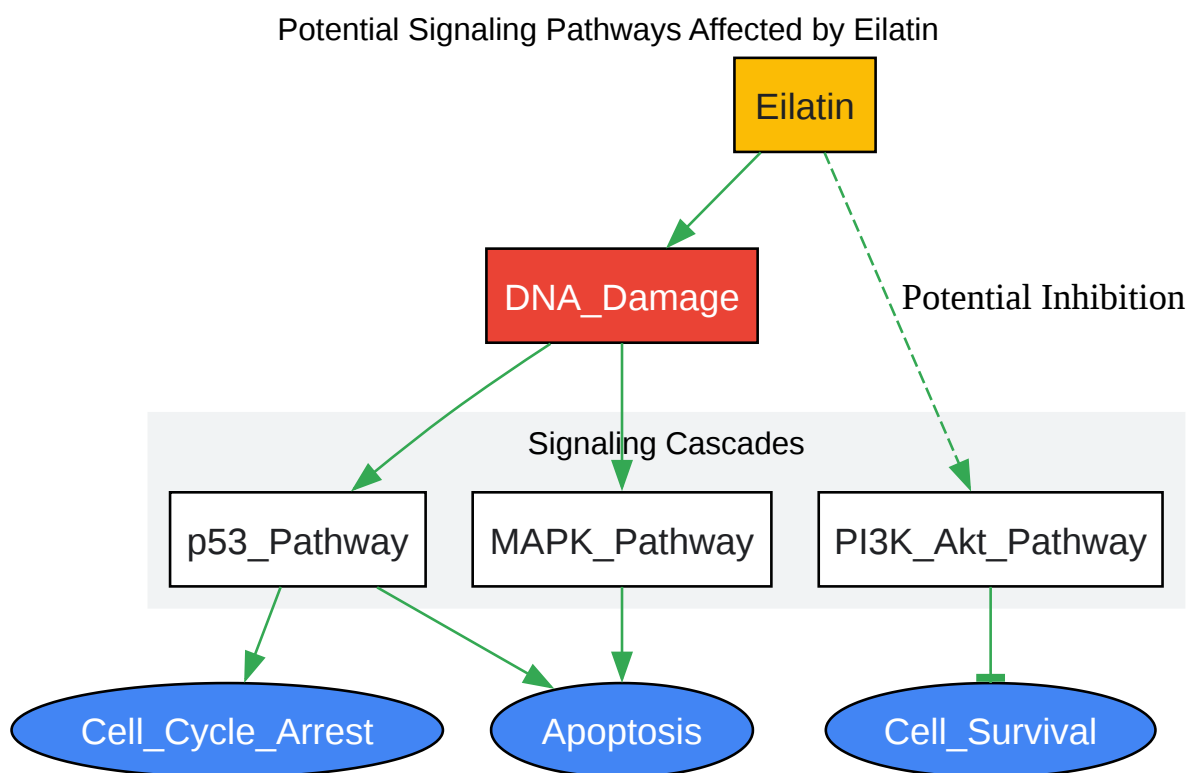 Potential Signaling Pathways Affected by Eilatin
Eilatin
DNA_Damage
Potential Inhibition
Signaling Cascades
p53_Pathway
MAPK_Pathway
PI3K_Akt_Pathway
Cell_Cycle_Arrest
Apoptosis
Cell_Survival